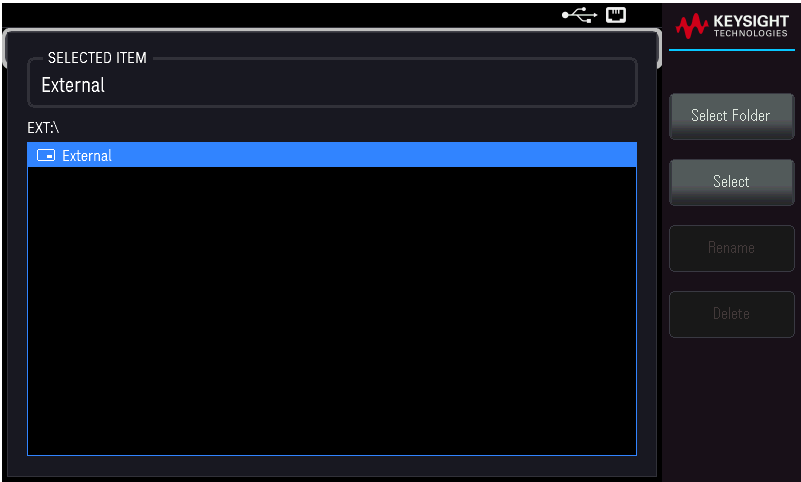 KEYSIGHT
TECHNOLOGIES
SELECTED ITEM
External
EXT:\
External
Select Folder
Select
Rename
Delete